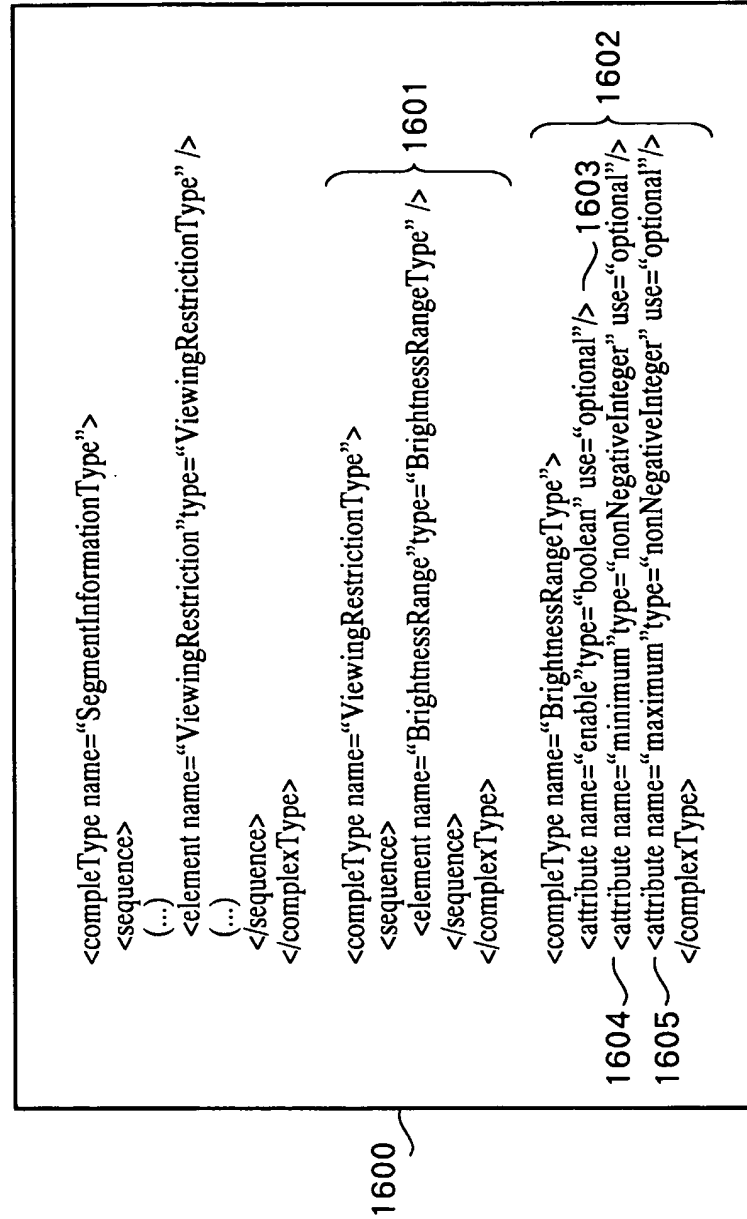 1600
<compleType name=“SegmentInformationType”>
<sequence>
(...)
<element name=“ViewingRestriction”type=“ViewingRestrictionType” />
(...)
</sequence>
</complexType>
<compleType name=“ViewingRestrictionType”>
<sequence>
<element name=“BrightnessRange”type=“BrightnessRangeType” />
</sequence>
</complexType>
1601
<compleType name=“BrightnessRangeType”>
<attribute name=“enable”type=“boolean” use=“optional”/> 1603
1604 <attribute name=“minimum”type=“nonNegativeInteger” use=“optional”/>
1605 <attribute name=“maximum”type=“nonNegativeInteger” use=“optional”/>
</complexType>
1602